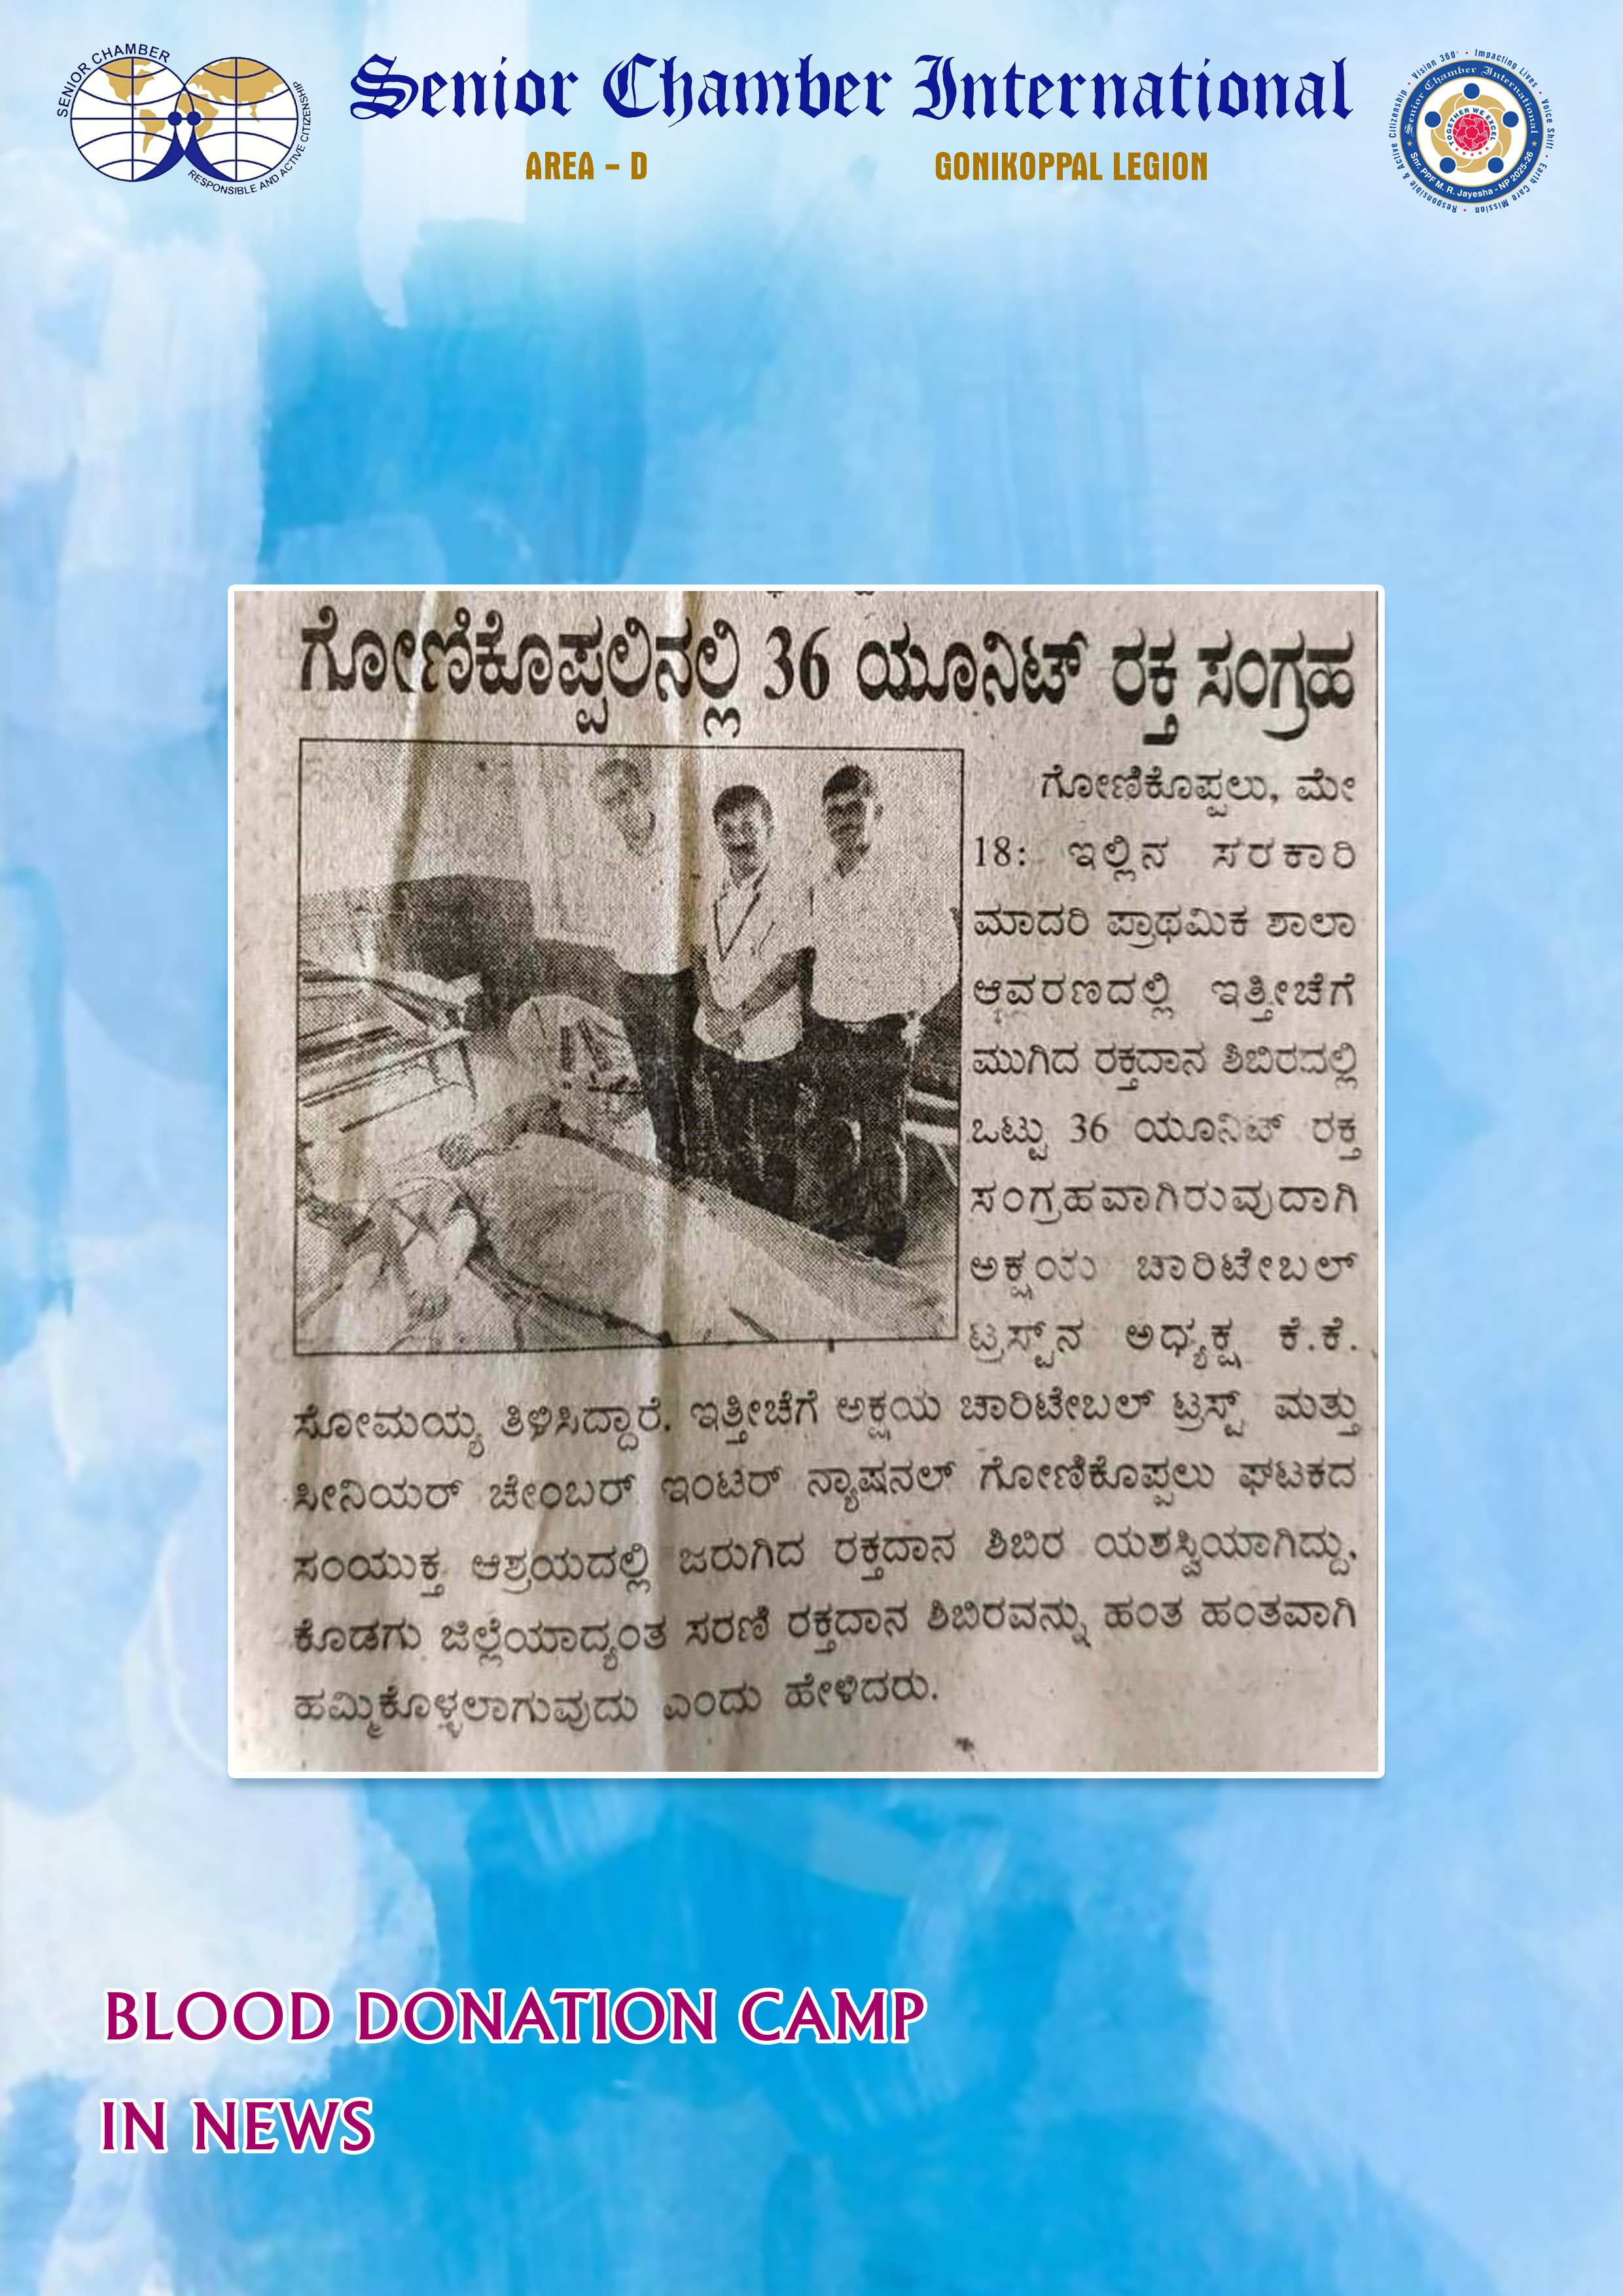 SENIOR CHAMBER
RESPONSIBLE AND ACTIVE CITIZENSHIP
Senior Chamber International
AREA – D
GONIKOPPAL LEGION
Responsible & Active Citizenship • Vision 360° • Impacting Lives • Voice Shift • Earth Care Mission
Senior Chamber International
TOGETHER WE EXCEL
Snr. PPF M. R. Jayesha - NP 2025-26
ಗೋಣಿಕೊಪ್ಪಲಿನಲ್ಲಿ 36 ಯೂನಿಟ್ ರಕ್ತ ಸಂಗ್ರಹ
ಗೋಣಿಕೊಪ್ಪಲು, ಮೇ
18: ಇಲ್ಲಿನ ಸರಕಾರಿ
ಮಾದರಿ ಪ್ರಾಥಮಿಕ ಶಾಲಾ
ಆವರಣದಲ್ಲಿ ಇತ್ತೀಚೆಗೆ
ಮುಗಿದ ರಕ್ತದಾನ ಶಿಬಿರದಲ್ಲಿ
ಒಟ್ಟು 36 ಯೂನಿಟ್ ರಕ್ತ
ಸಂಗ್ರಹವಾಗಿರುವುದಾಗಿ
ಅಕ್ಷಯ ಚಾರಿಟೇಬಲ್
ಟ್ರಸ್ಟ್‌ನ ಅಧ್ಯಕ್ಷ ಕೆ.ಕೆ.
ಸೋಮಯ್ಯ ತಿಳಿಸಿದ್ದಾರೆ. ಇತ್ತೀಚೆಗೆ ಅಕ್ಷಯ ಚಾರಿಟೇಬಲ್ ಟ್ರಸ್ಟ್ ಮತ್ತು
ಸೀನಿಯರ್ ಚೇಂಬರ್ ಇಂಟರ್ ನ್ಯಾಷನಲ್ ಗೋಣಿಕೊಪ್ಪಲು ಘಟಕದ
ಸಂಯುಕ್ತ ಆಶ್ರಯದಲ್ಲಿ ಜರುಗಿದ ರಕ್ತದಾನ ಶಿಬಿರ ಯಶಸ್ವಿಯಾಗಿದ್ದು,
ಕೊಡಗು ಜಿಲ್ಲೆಯಾದ್ಯಂತ ಸರಣಿ ರಕ್ತದಾನ ಶಿಬಿರವನ್ನು ಹಂತ ಹಂತವಾಗಿ
ಹಮ್ಮಿಕೊಳ್ಳಲಾಗುವುದು ಎಂದು ಹೇಳಿದರು.
BLOOD DONATION CAMP
IN NEWS